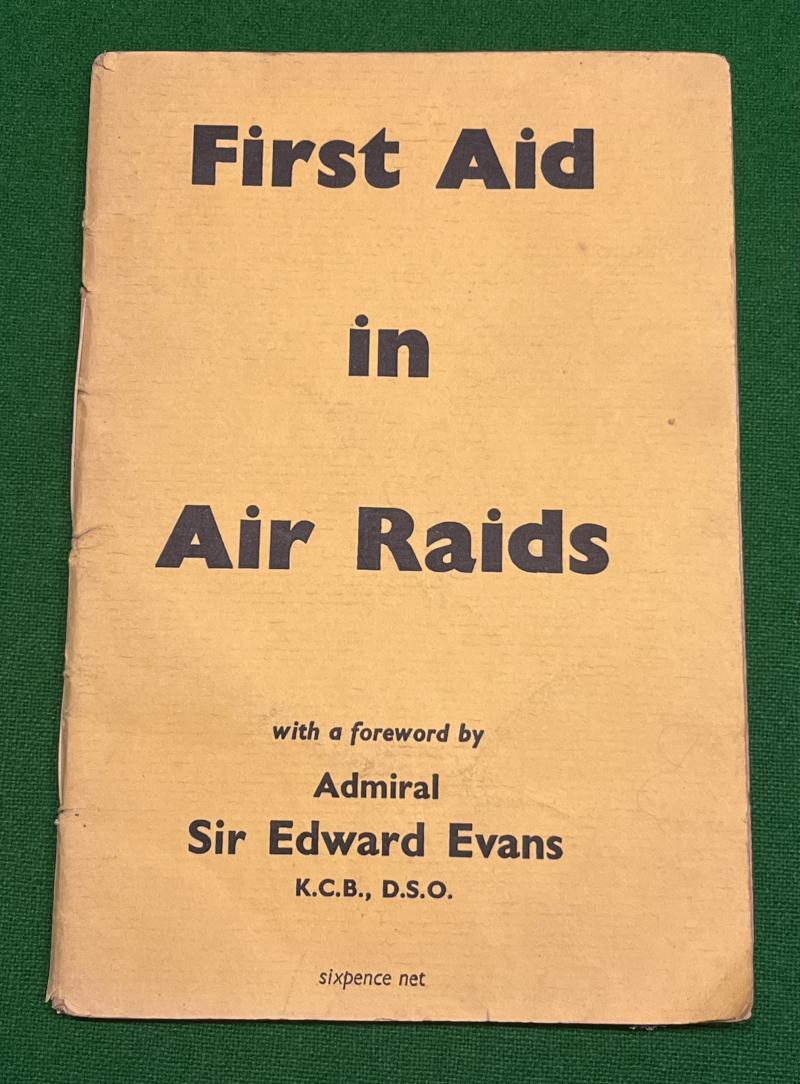 First Aid
in
Air Raids
with a foreword by
Admiral
Sir Edward Evans
K.C.B., D.S.O.
sixpence net